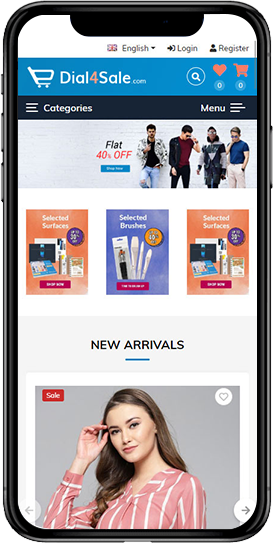 English
Login
Register
Dial4Sale.com
0
0
Categories
Menu
Flat
40% OFF
Shop Now
Selected
Surfaces
SHOP NOW
Selected
Brushes
Selected
Surfaces
SHOP NOW
NEW ARRIVALS
Sale